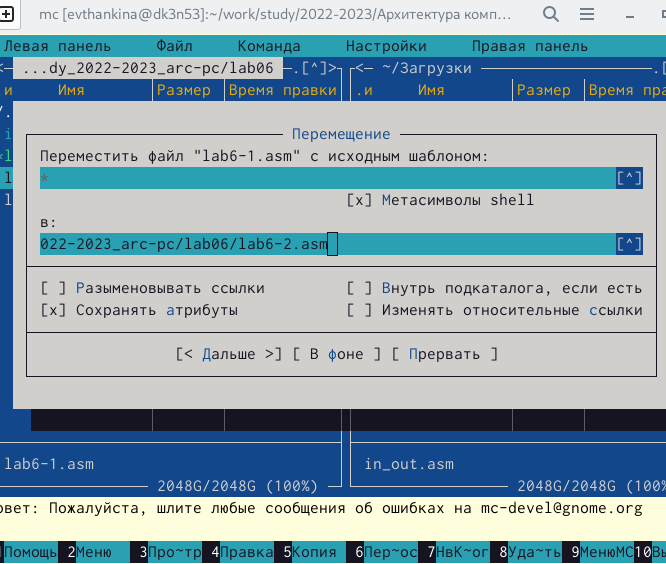 mc [evthankina@dk3n53]:~/work/study/2022-2023/Архитектура комп...
Левая панель Файл Команда Настройки Правая панель
<— ...dy_2022-2023_arc-pc/lab06 —.[^]> <— ~/Загрузки .[
.и Имя Размер Время правки .и Имя Размер Время пра
/.
Перемещение
Переместить файл "lab6-1.asm" с исходным шаблоном:
* [^]
[x] Метасимволы shell
в:
022-2023_arc-pc/lab06/lab6-2.asm [^]
[ ] Разыменовывать ссылки [ ] Внутрь подкаталога, если есть
[x] Сохранять атрибуты [ ] Изменять относительные ссылки
[< Дальше >] [ В фоне ] [ Прервать ]
lab6-1.asm in_out.asm
2048G/2048G (100%) 2048G/2048G (100%
овет: Пожалуйста, шлите любые сообщения об ошибках на mc-devel@gnome.org
1Помощь 2Меню 3Про~тр 4Правка 5Копия 6Пер~ос 7НвК~ог 8Уда~ть 9МенюMC 10Вы